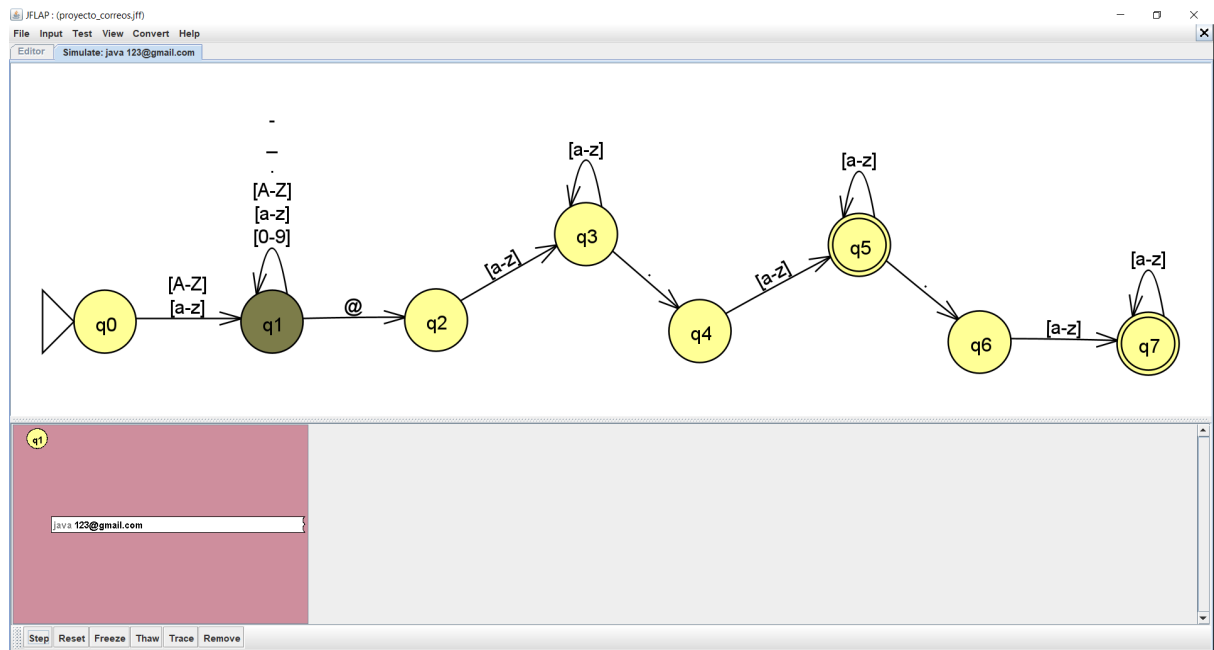 JFLAP : (proyecto_correos.jff)
File Input Test View Convert Help
Editor Simulate: java 123@gmail.com
-
_
.
[A-Z]
[a-z]
[0-9]
[A-Z]
[a-z]
@
[a-z]
[a-z]
.
[a-z]
[a-z]
.
[a-z]
[a-z]
q0
q1
q2
q3
q4
q5
q6
q7
q1
java 123@gmail.com
Step Reset Freeze Thaw Trace Remove